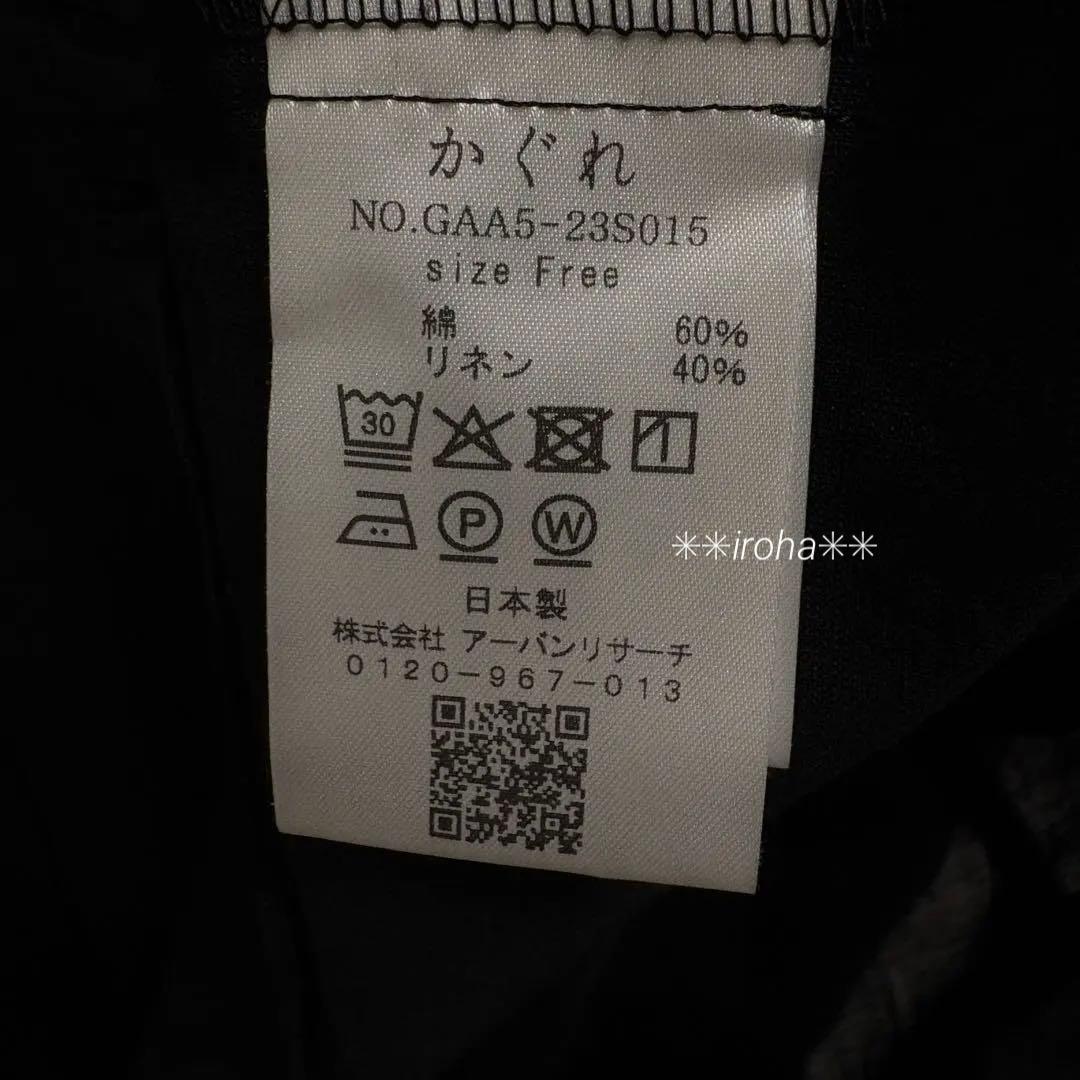 かぐれ
NO.GAA5-23S015
size Free
綿 60%
リネン 40%
30
P W
**iroha**
日本製
株式会社 アーバンリサーチ
0120-967-013